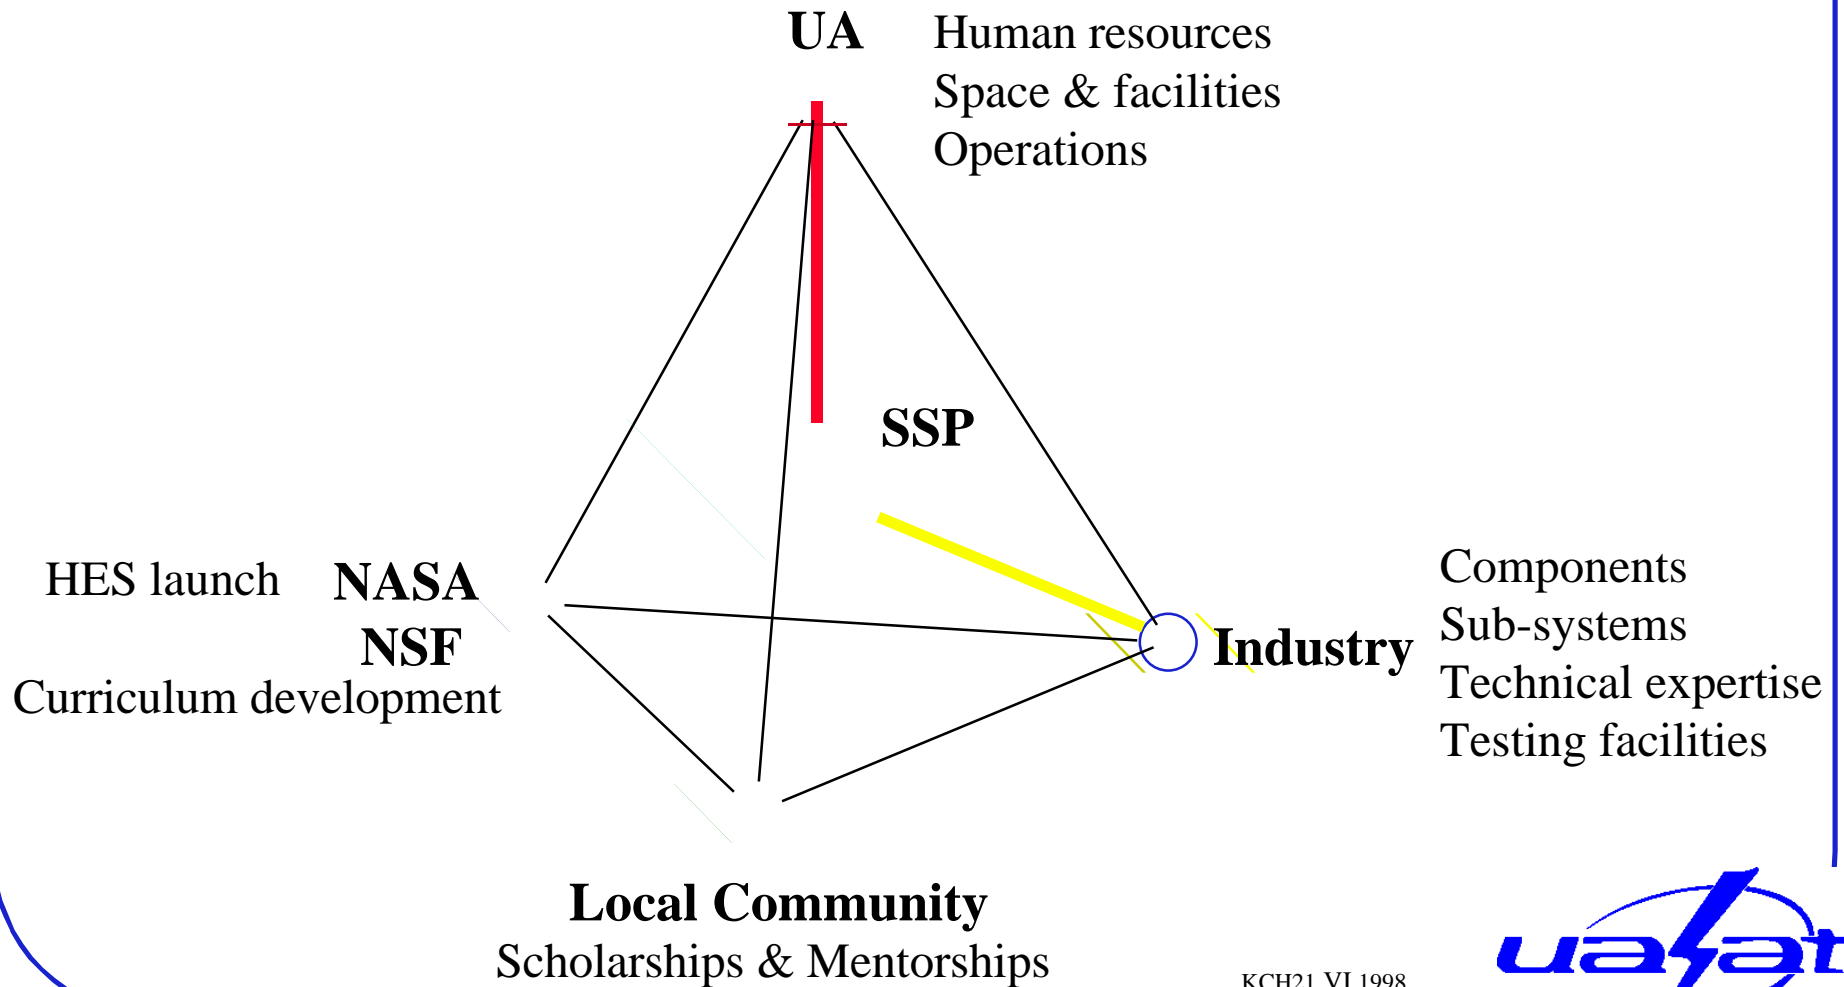 UA
Human resources
Space & facilities
Operations
SSP
HES launch
NASA
NSF
Curriculum development
Industry
Components
Sub-systems
Technical expertise
Testing facilities
Local Community
Scholarships & Mentorships
KCH21 VI 1998
uasat